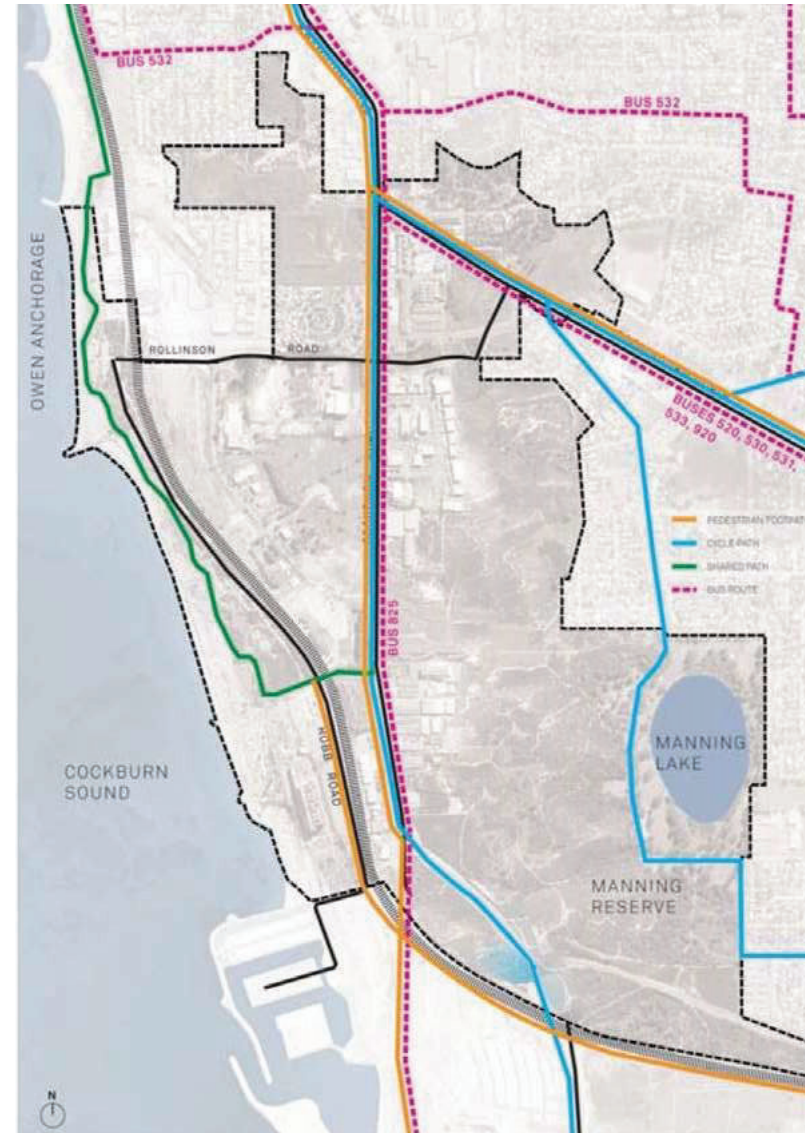 BUS 532
BUS 532
OWEN ANCHORAGE
ROLLINSON ROAD
BUSES 520, 530, 531,
533, 920
PEDESTRIAN FOOTING
CYCLE PATH
SHARED PATH
BUS ROUTE
BUS 825
MANNING
LAKE
ROBB ROAD
COCKBURN
SOUND
MANNING
RESERVE
N